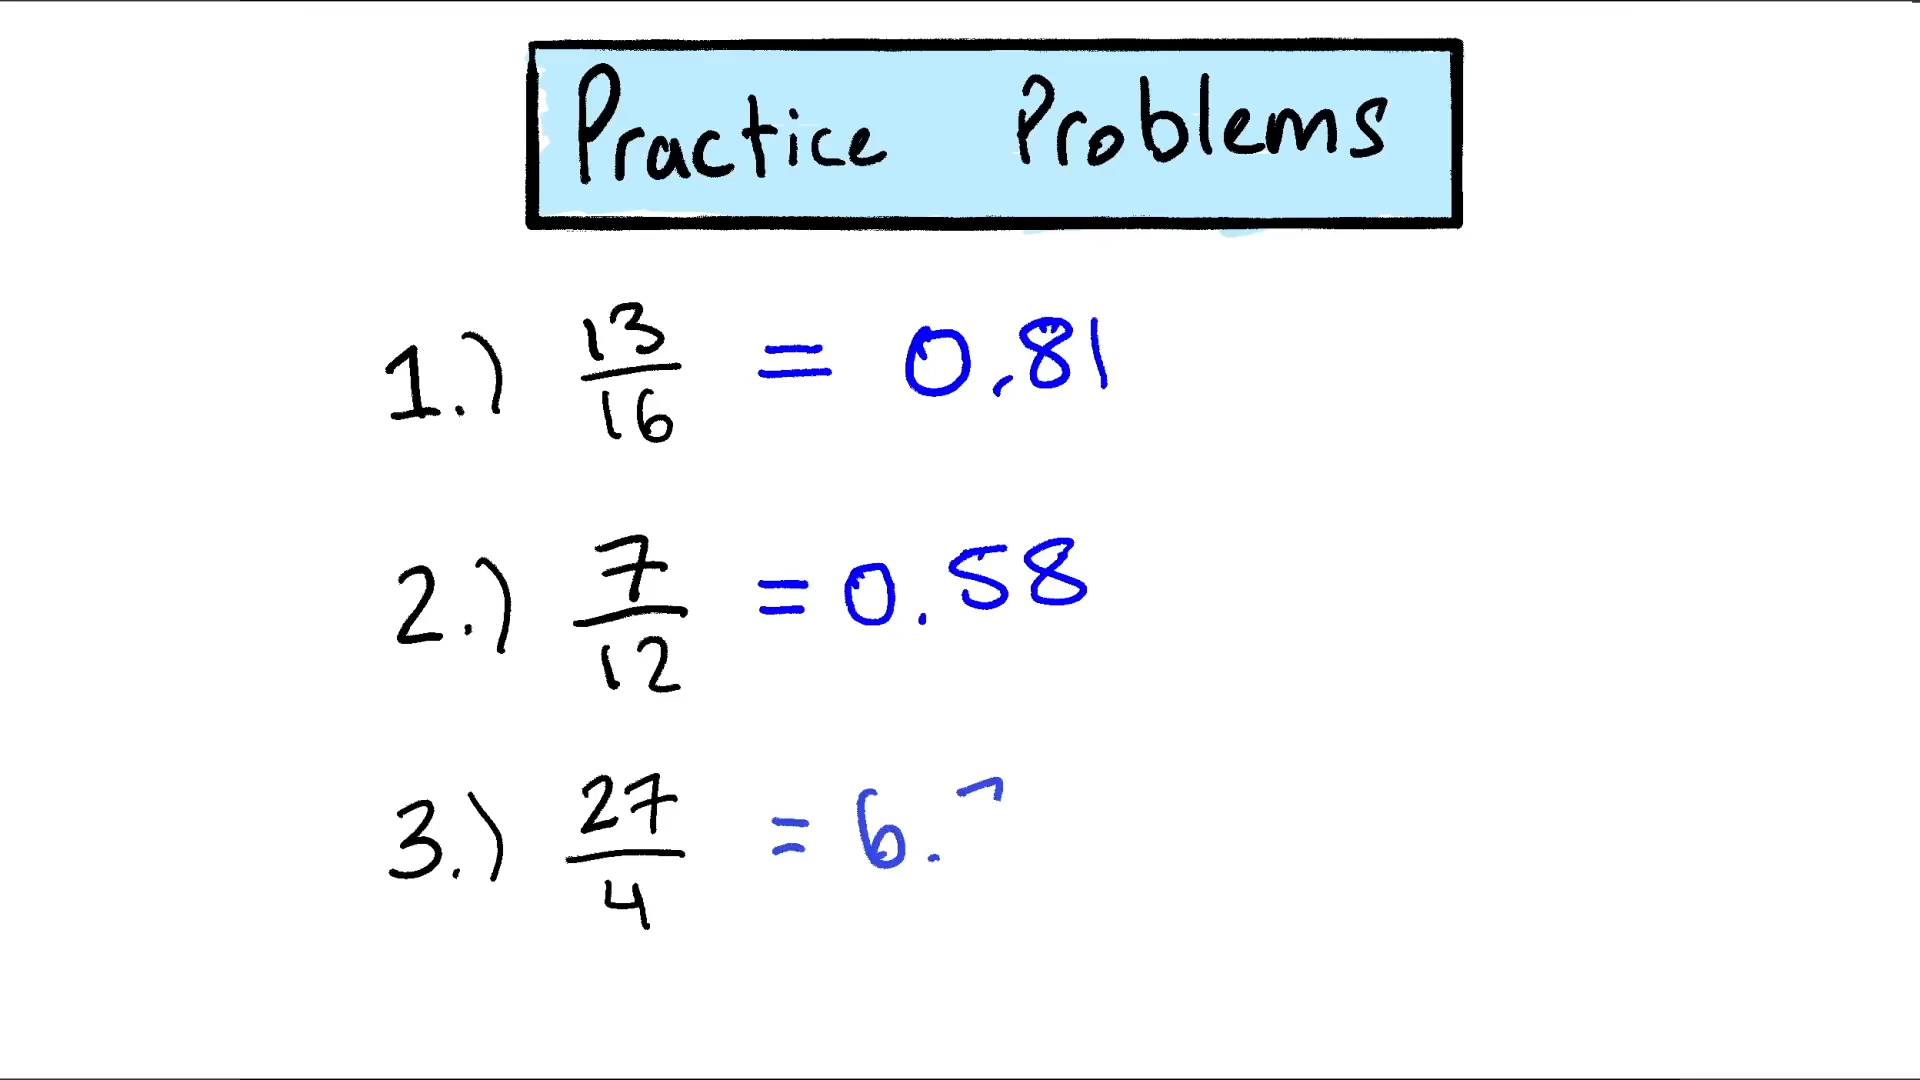 Practice Problems
1.) 13/16 = 0.81
2.) 7/12 = 0.58
3.) 27/4 = 6.